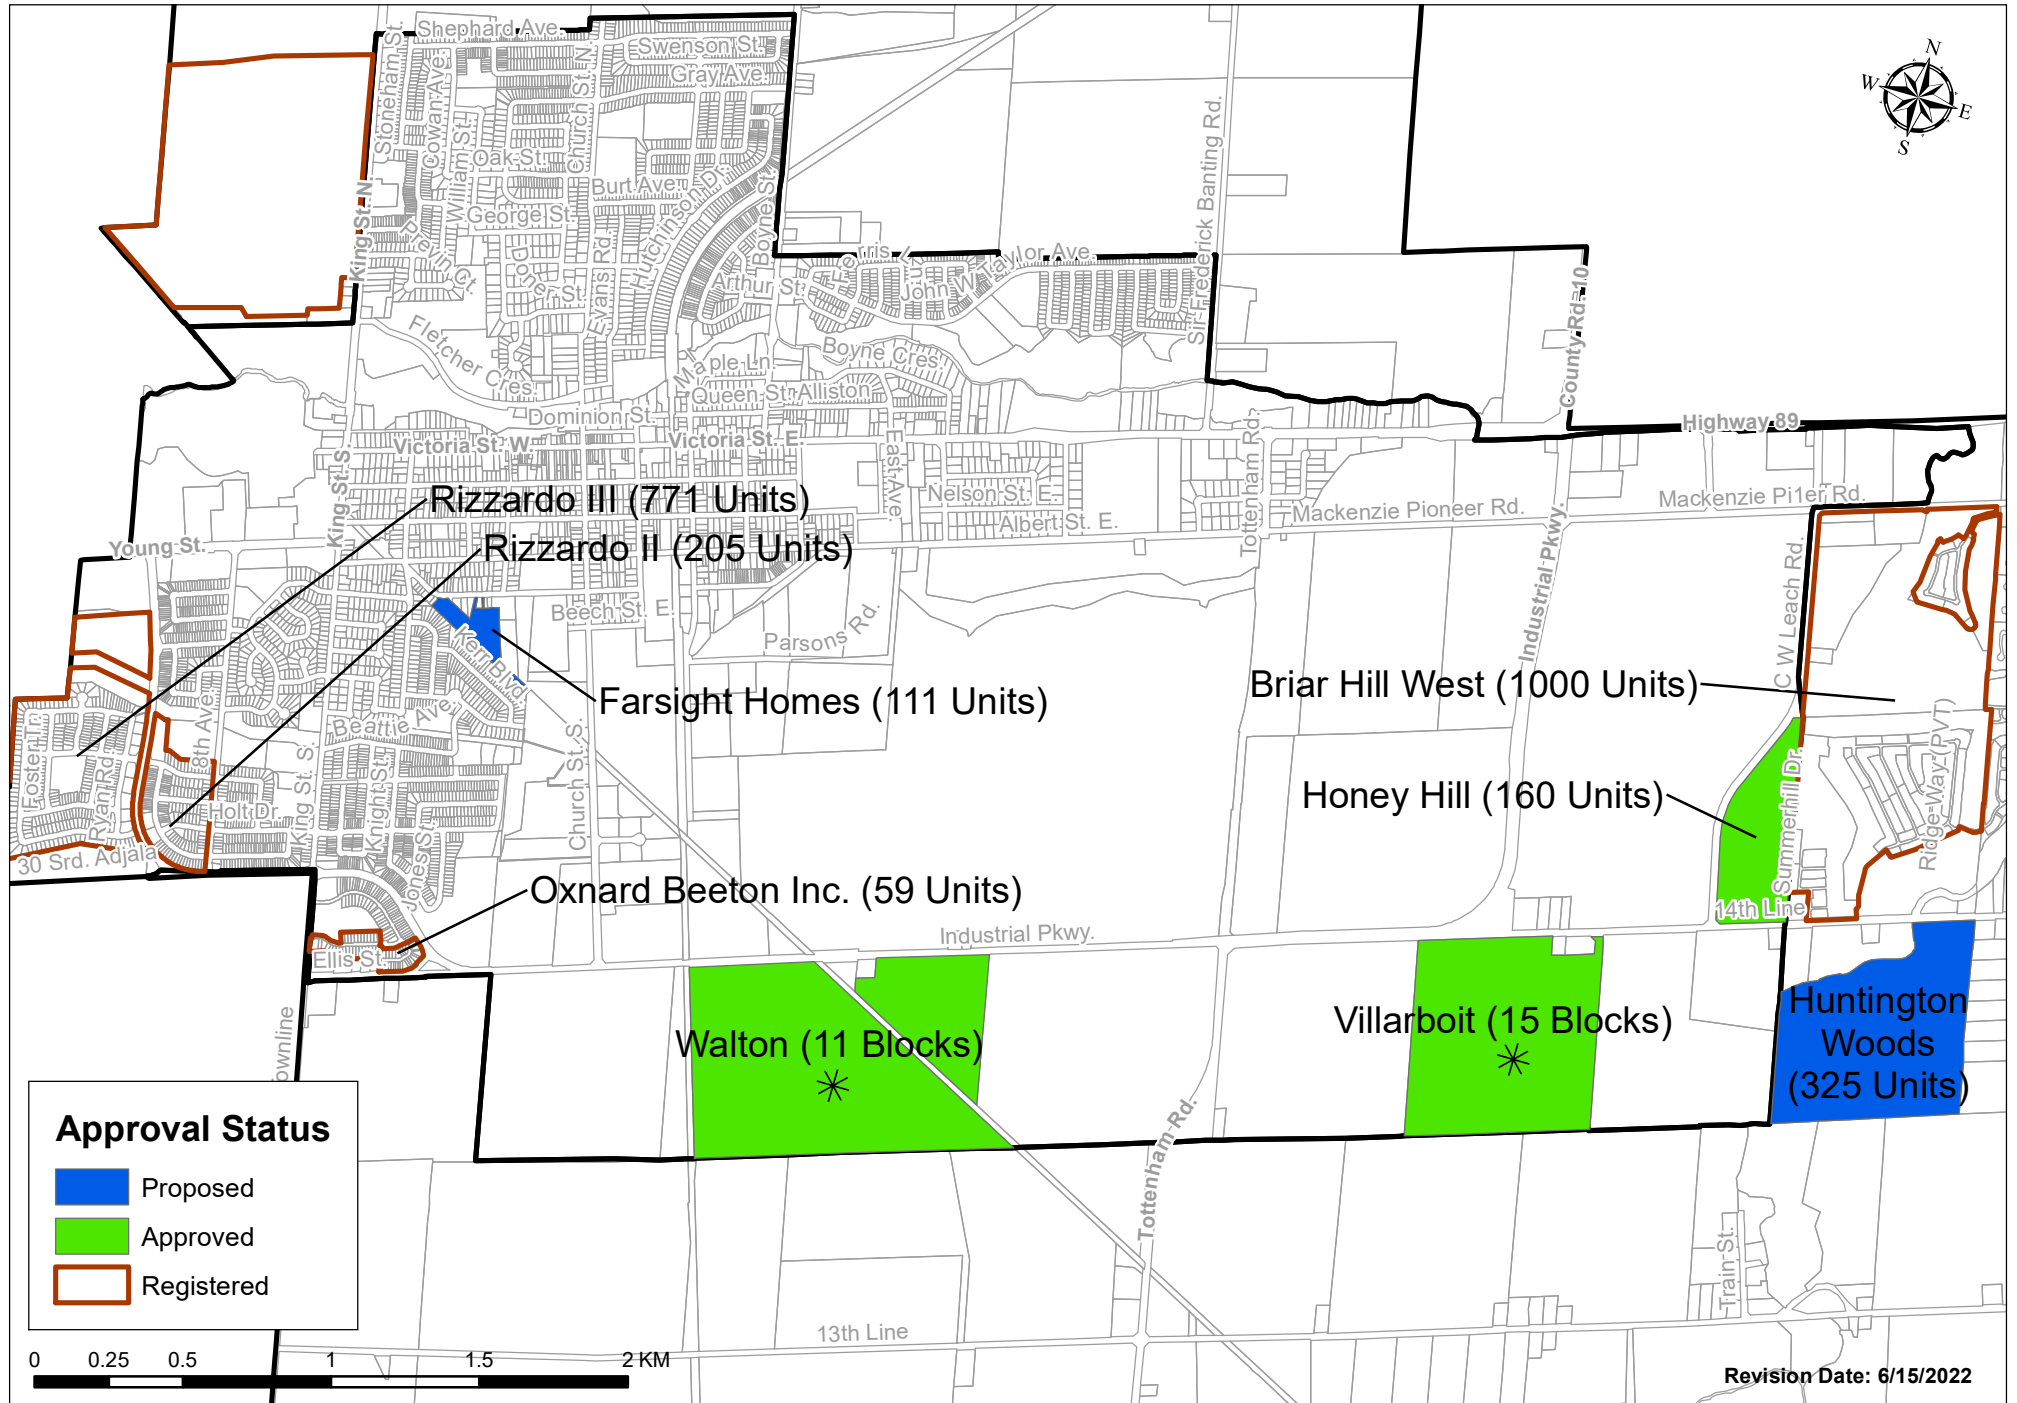 Shephard Ave.
Swenson St.
Gray Ave.
Stoneham St.
Cowan Ave.
William St.
Church St. N.
Oak St.
Burt Ave.
George St.
King St. N.
Previn Ct.
Dorner St.
Evans Rd.
Hutchinson Dr.
Boyne St.
Arthur St.
Ferris Ln.
John W. Taylor Ave.
Sir Frederick Banting Rd.
County Rd. 10
N
W
E
S
Fletcher Cres.
Maple Ln.
Boyne Cres.
Queen St. Alliston
Dominion St.
Victoria St. W.
Victoria St. E.
Highway 89
King St. S.
East Ave.
Tottenham Rd.
Nelson St. E.
Albert St. E.
Mackenzie Pioneer Rd.
Mackenzie Pi1er Rd.
Rizzardo III (771 Units)
Rizzardo II (205 Units)
Young St.
Industrial Pkwy.
C W Leach Rd.
Beech St. E.
Parsons Rd.
Kerr Blvd.
Farsight Homes (111 Units)
Briar Hill West (1000 Units)
8th Ave.
Beattie Ave.
Foster Tr.
Ryan Rd.
Holt Dr.
King St. S.
Knight St.
Jones St.
Church St. S.
Honey Hill (160 Units)
Summerhill Dr.
Ridge Way (PVT)
30 Srd. Adjala
Oxnard Beeton Inc. (59 Units)
14th Line
Ellis St.
Industrial Pkwy.
Walton (11 Blocks)
Villarboit (15 Blocks)
Huntington
Woods
(325 Units)
ownline
Tottenham Rd.
Train St.
13th Line
Approval Status
Proposed
Approved
Registered
0 0.25 0.5 1 1.5 2 KM
Revision Date: 6/15/2022